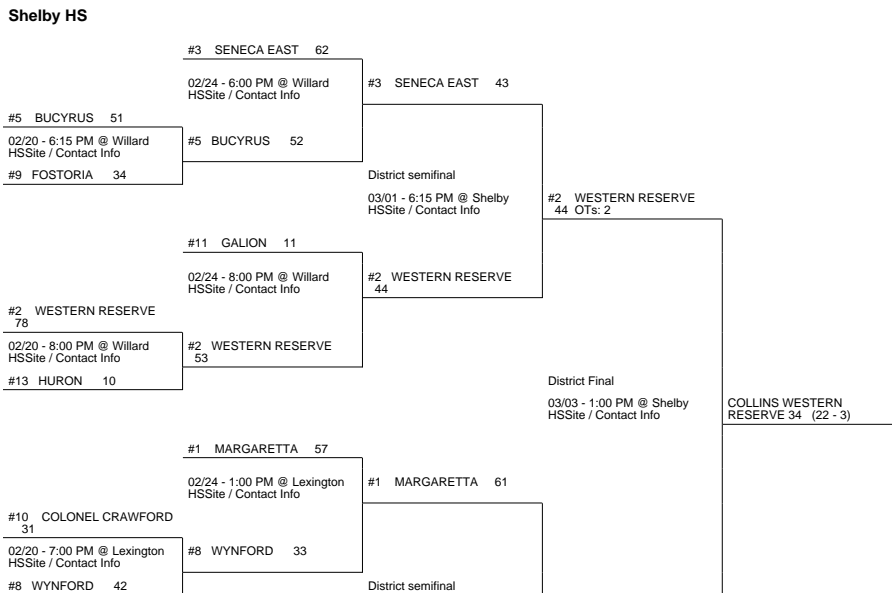 Shelby HS
#3 SENECA EAST 62
02/24 - 6:00 PM @ Willard
HSSite / Contact Info
#3 SENECA EAST 43
#5 BUCYRUS 51
02/20 - 6:15 PM @ Willard
HSSite / Contact Info
#5 BUCYRUS 52
#9 FOSTORIA 34
District semifinal
03/01 - 6:15 PM @ Shelby
HSSite / Contact Info
#2 WESTERN RESERVE
44 OTs: 2
#11 GALION 11
02/24 - 8:00 PM @ Willard
HSSite / Contact Info
#2 WESTERN RESERVE
44
#2 WESTERN RESERVE
78
02/20 - 8:00 PM @ Willard
HSSite / Contact Info
#2 WESTERN RESERVE
53
#13 HURON 10
District Final
03/03 - 1:00 PM @ Shelby
HSSite / Contact Info
COLLINS WESTERN
RESERVE 34 (22 - 3)
#1 MARGARETTA 57
02/24 - 1:00 PM @ Lexington
HSSite / Contact Info
#1 MARGARETTA 61
#10 COLONEL CRAWFORD
31
02/20 - 7:00 PM @ Lexington
HSSite / Contact Info
#8 WYNFORD 33
#8 WYNFORD 42
District semifinal